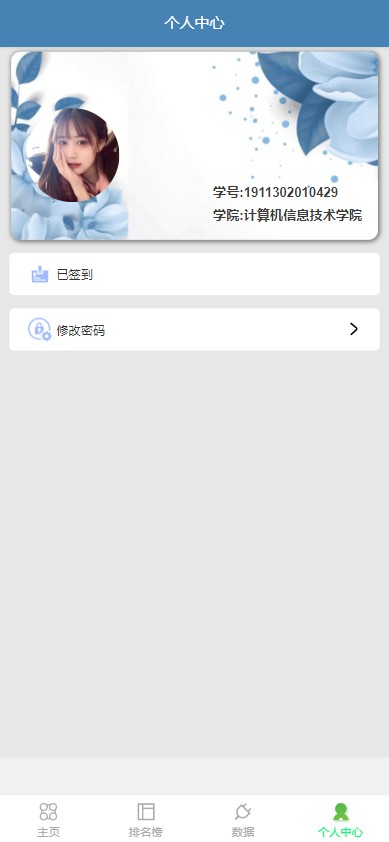 个人中心
学号:1911302010429
学院:计算机信息技术学院
已签到
修改密码
主页
排名榜
数据
个人中心